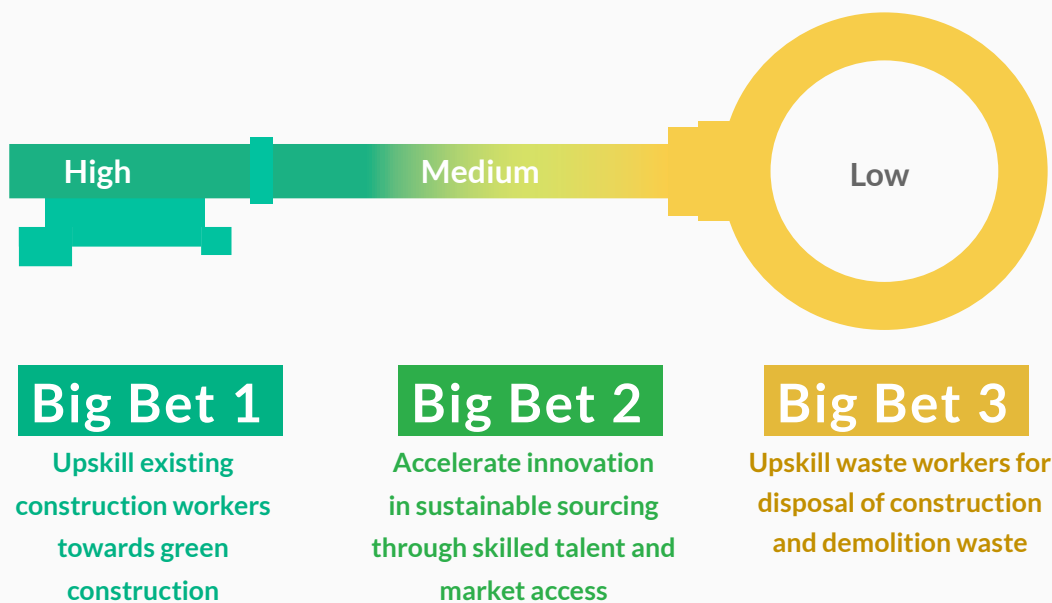 High
Medium
Low
Big Bet 1
Upskill existing
construction workers
towards green
construction
Big Bet 2
Accelerate innovation
in sustainable sourcing
through skilled talent and
market access
Big Bet 3
Upskill waste workers for
disposal of construction
and demolition waste